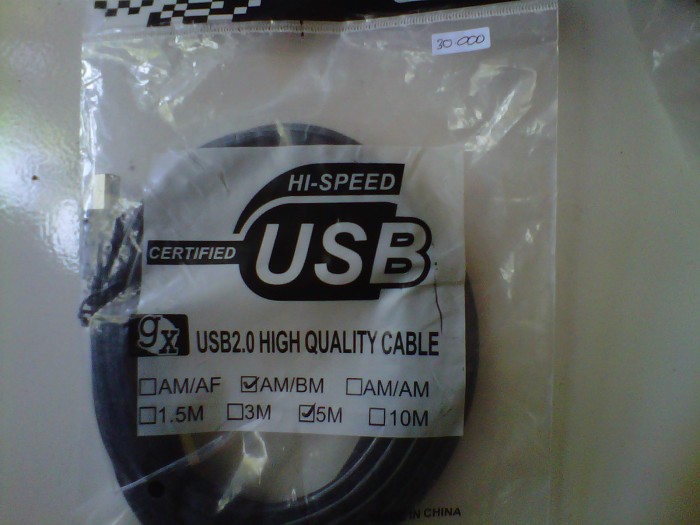 30.000
HI-SPEED
CERTIFIED USB
gx USB2.0 HIGH QUALITY CABLE
☐AM/AF ☑AM/BM ☐AM/AM
☐1.5M ☐3M ☑5M ☐10M
IN CHINA